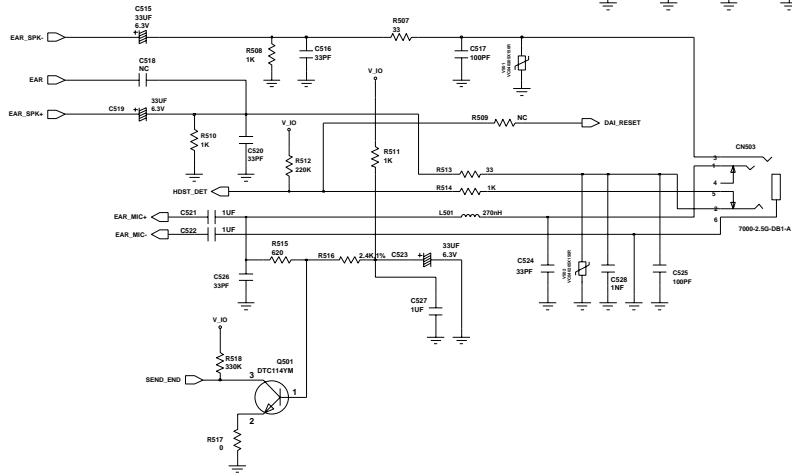 C515
33UF
6.3V
EAR_SPK-
+
R507
33
R508
1K
C516
33PF
C517
100PF
C518
NC
EAR
V_IO
C519
+
33UF
6.3V
EAR_SPK+
R509
NC
DAI_RESET
R510
1K
C520
33PF
V_IO
R512
220K
R511
1K
CN503
3
1
4
5
2
6
7000-2.5G-DB1-A
R513
33
R514
1K
HDST_DET
EAR_MIC+
C521
1UF
EAR_MIC-
C522
1UF
L501
270nH
R515
620
R516
2.4K,1%
C523
+
33UF
6.3V
C526
33PF
C527
1UF
C524
33PF
C528
1NF
C525
100PF
V_IO
R518
330K
SEND_END
Q501
DTC114YM
3
1
2
R517
0